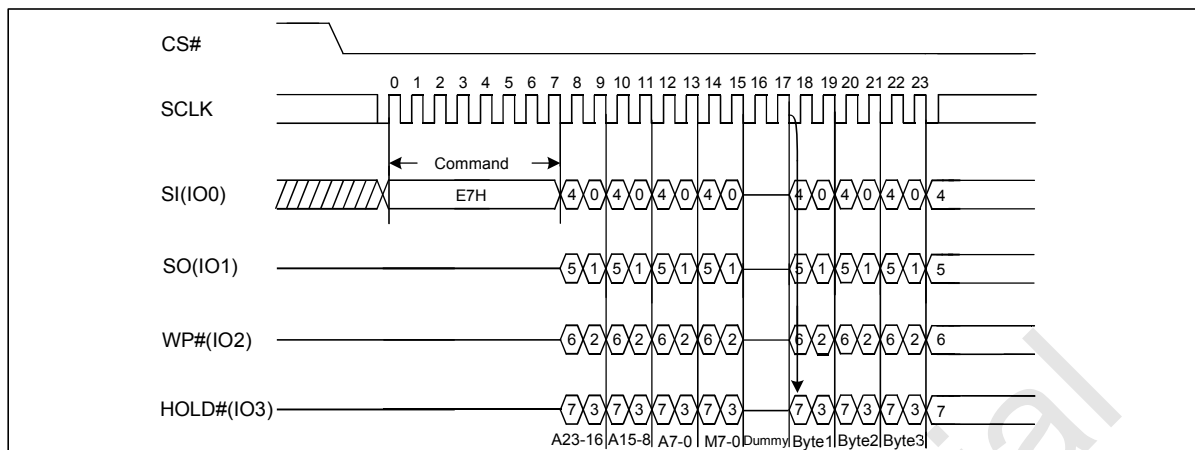 CS#
0 1 2 3 4 5 6 7 8 9 10 11 12 13 14 15 16 17 18 19 20 21 22 23
SCLK
Command
SI(IO0) E7H 4 0 4 0 4 0 4 0 4 0 4 0 4 0 4
SO(IO1) 5 1 5 1 5 1 5 1 5 1 5 1 5 1 5
WP#(IO2) 6 2 6 2 6 2 6 2 6 2 6 2 6 2 6
HOLD#(IO3) 7 3 7 3 7 3 7 3 7 3 7 3 7 3 7
A23-16 A15-8 A7-0 M7-0 Dummy Byte1 Byte2 Byte3